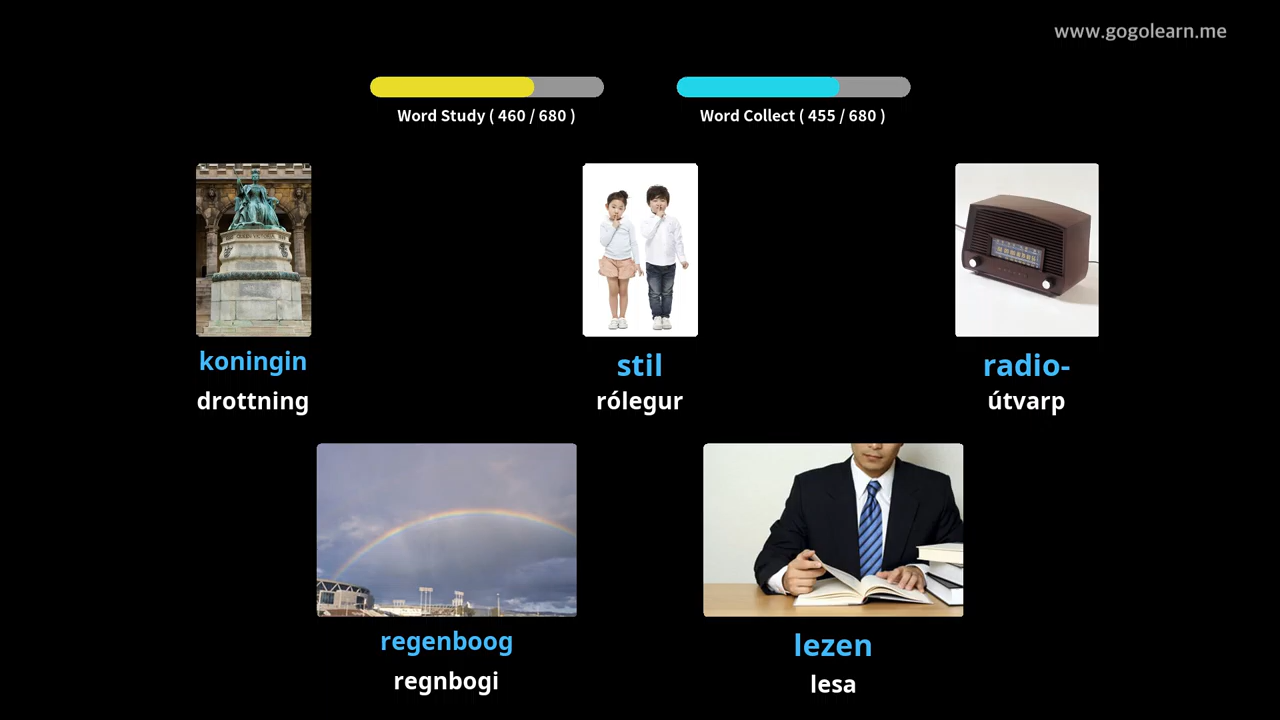 www.gogolearn.me
Word Study ( 460 / 680 )
Word Collect ( 455 / 680 )
koningin
drottning
stil
rólegur
radio-
útvarp
regenboog
regnbogi
lezen
lesa